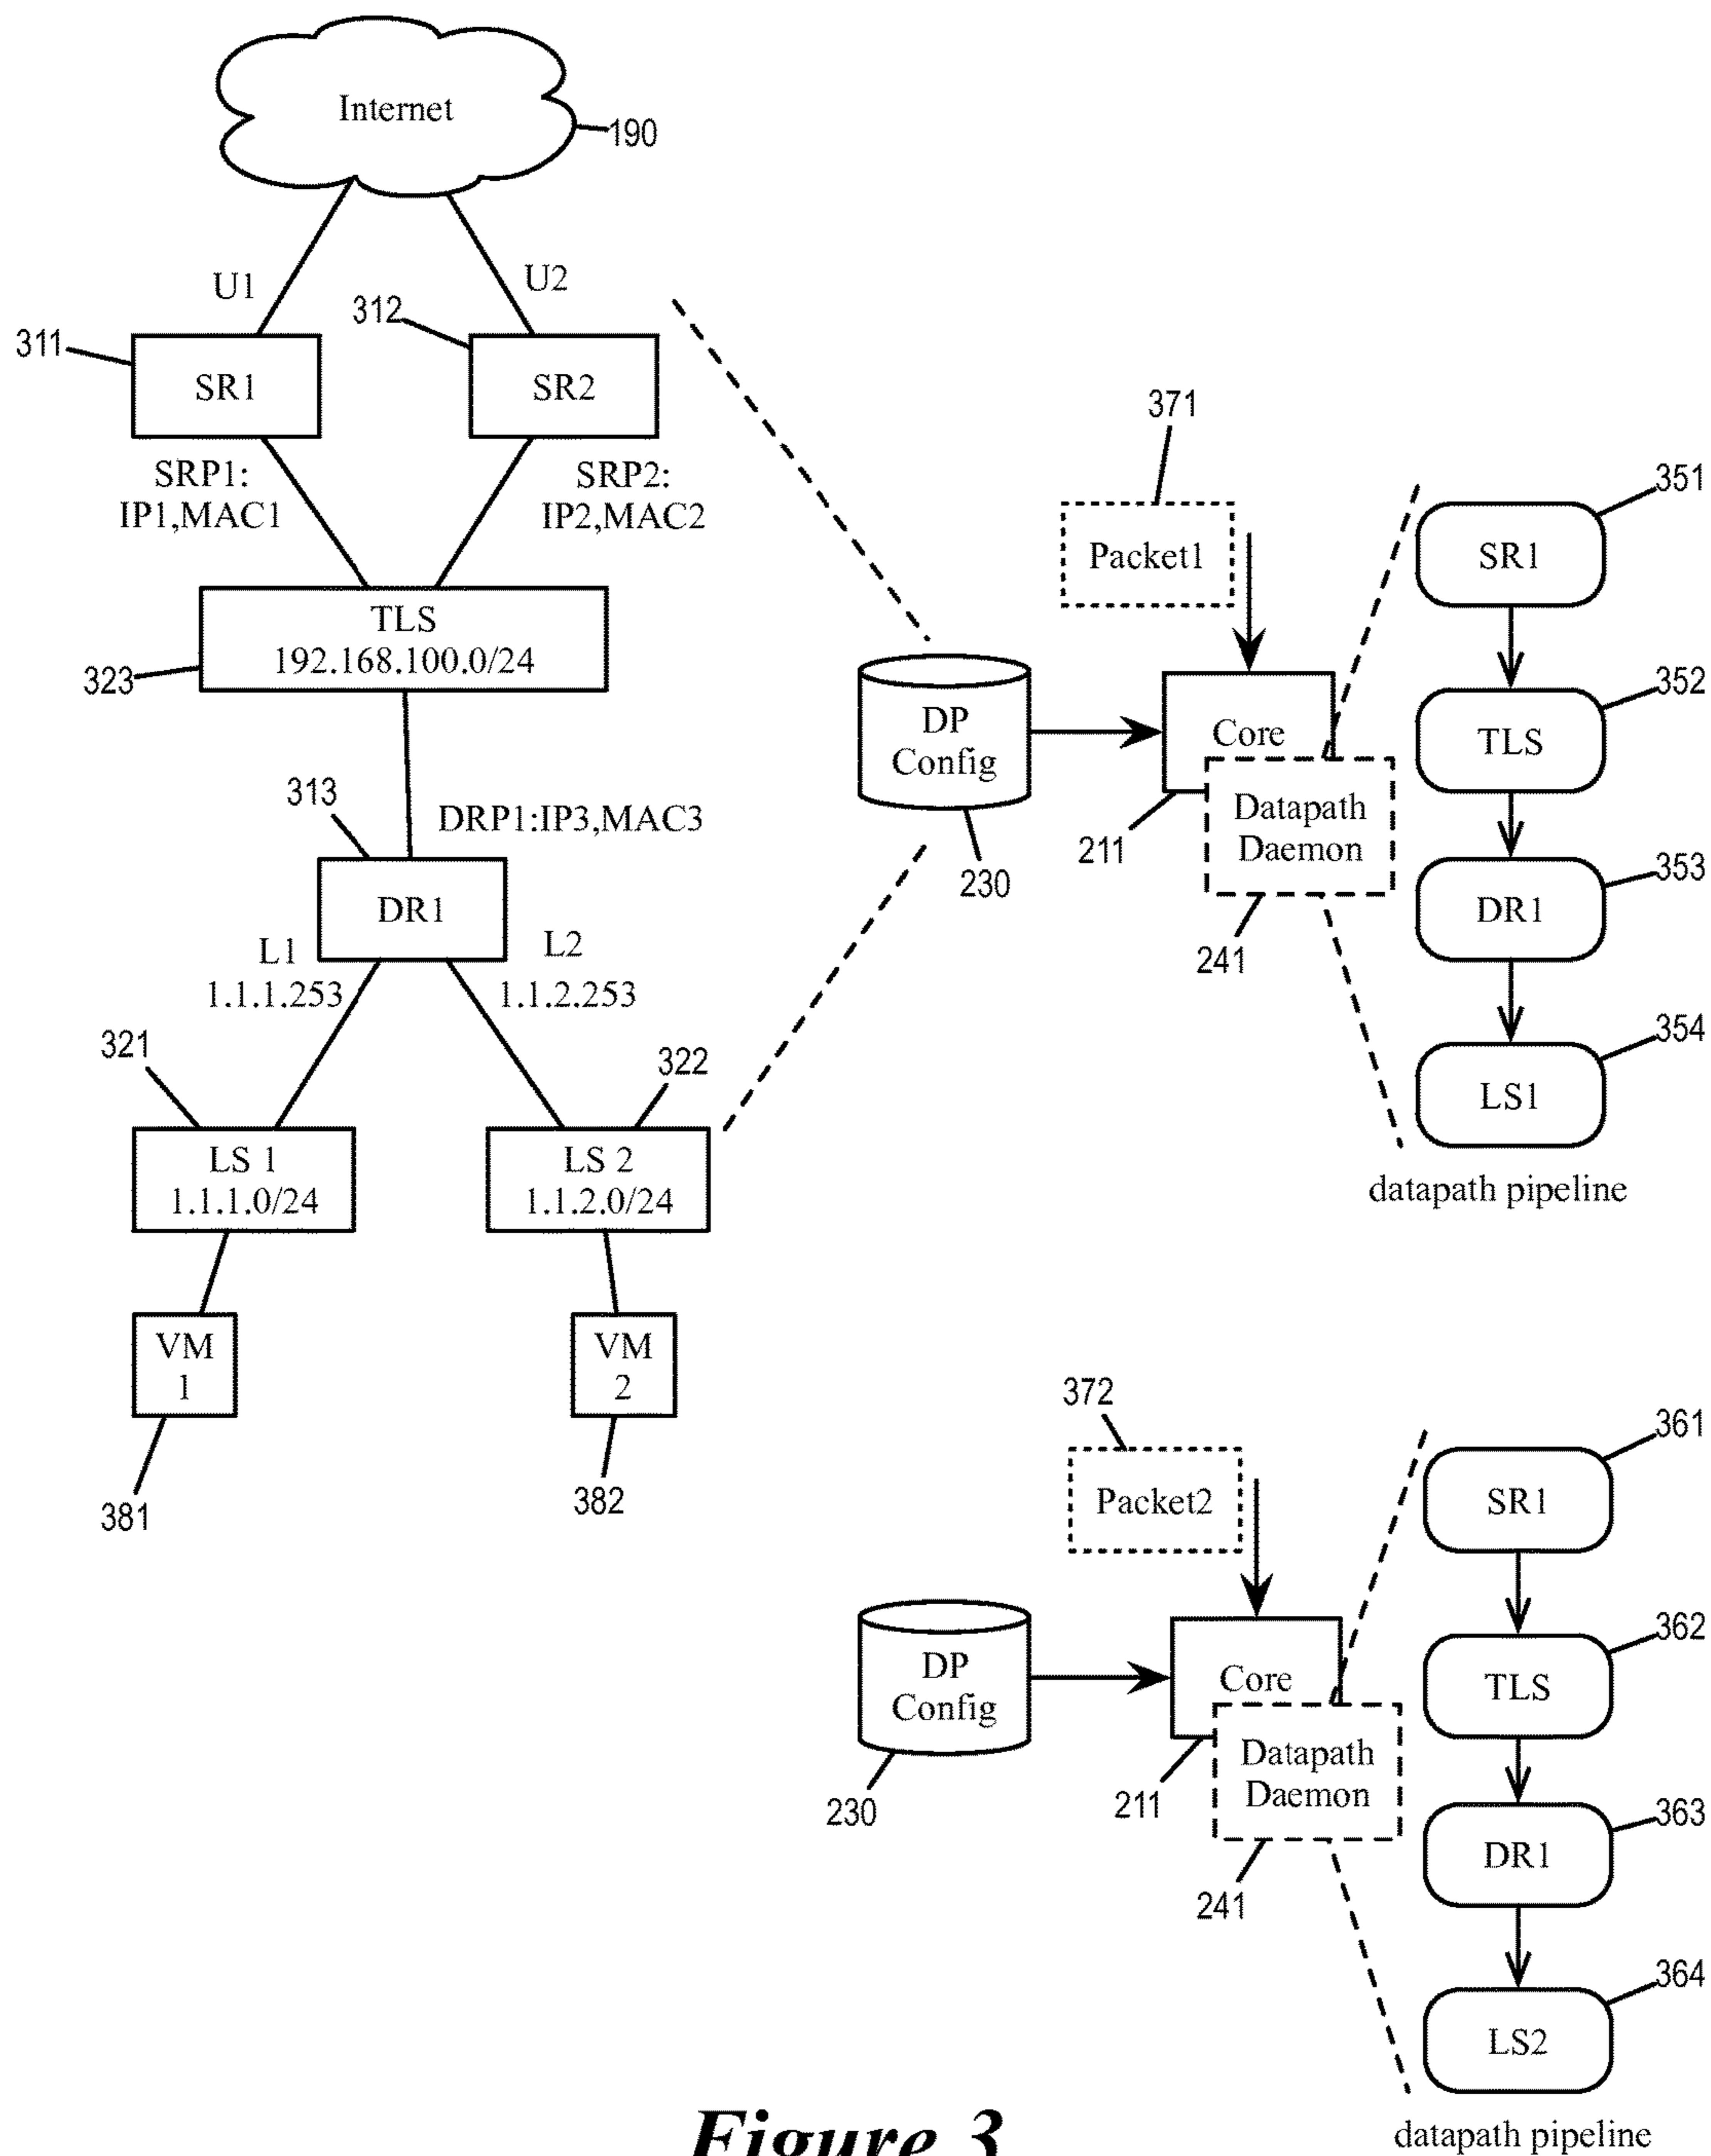 Internet
190
U1
U2
311
312
SR1
SR2
SRP1:
IP1,MAC1
SRP2:
IP2,MAC2
TLS
192.168.100.0/24
323
313
DRP1:IP3,MAC3
DR1
L1
1.1.1.253
L2
1.1.2.253
321
322
LS 1
1.1.1.0/24
LS 2
1.1.2.0/24
VM
1
VM
2
381
382
371
Packet1
DP
Config
230
Core
211
Datapath
Daemon
241
351
SR1
352
TLS
353
DR1
354
LS1
datapath pipeline
372
Packet2
DP
Config
230
Core
211
Datapath
Daemon
241
361
SR1
362
TLS
363
DR1
364
LS2
datapath pipeline
Figure 3